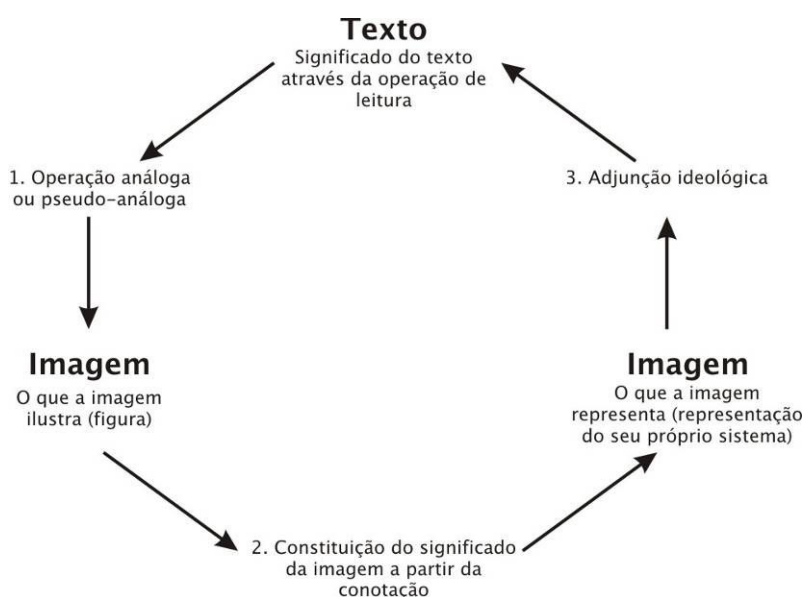 Texto
Significado do texto
através da operação de
leitura
1. Operação análoga
ou pseudo-análoga
3. Adjunção ideológica
Imagem
O que a imagem
ilustra (figura)
Imagem
O que a imagem
representa (representação
do seu próprio sistema)
2. Constituição do significado
da imagem a partir da
conotação